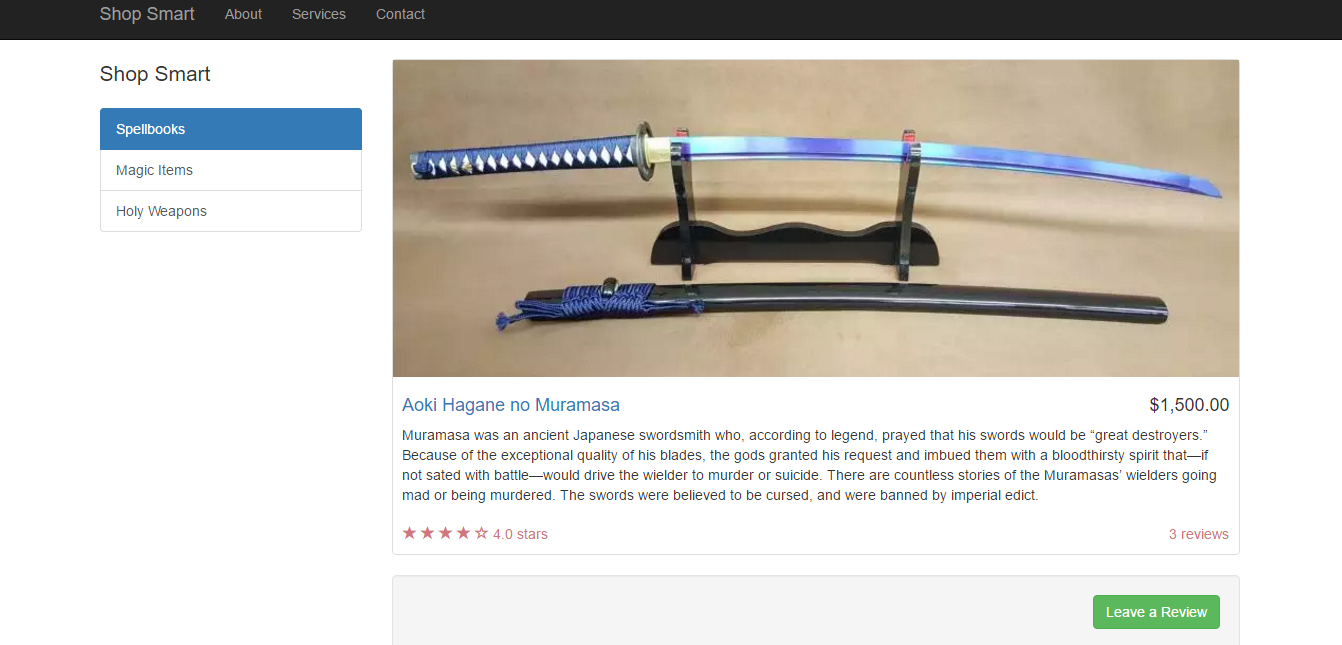 Shop Smart About Services Contact
Shop Smart
Spellbooks
Magic Items
Holy Weapons
Aoki Hagane no Muramasa $1,500.00
Muramasa was an ancient Japanese swordsmith who, according to legend, prayed that his swords would be “great destroyers.”
Because of the exceptional quality of his blades, the gods granted his request and imbued them with a bloodthirsty spirit that—if
not sated with battle—would drive the wielder to murder or suicide. There are countless stories of the Muramasas’ wielders going
mad or being murdered. The swords were believed to be cursed, and were banned by imperial edict.
★★★★☆ 4.0 stars 3 reviews
Leave a Review